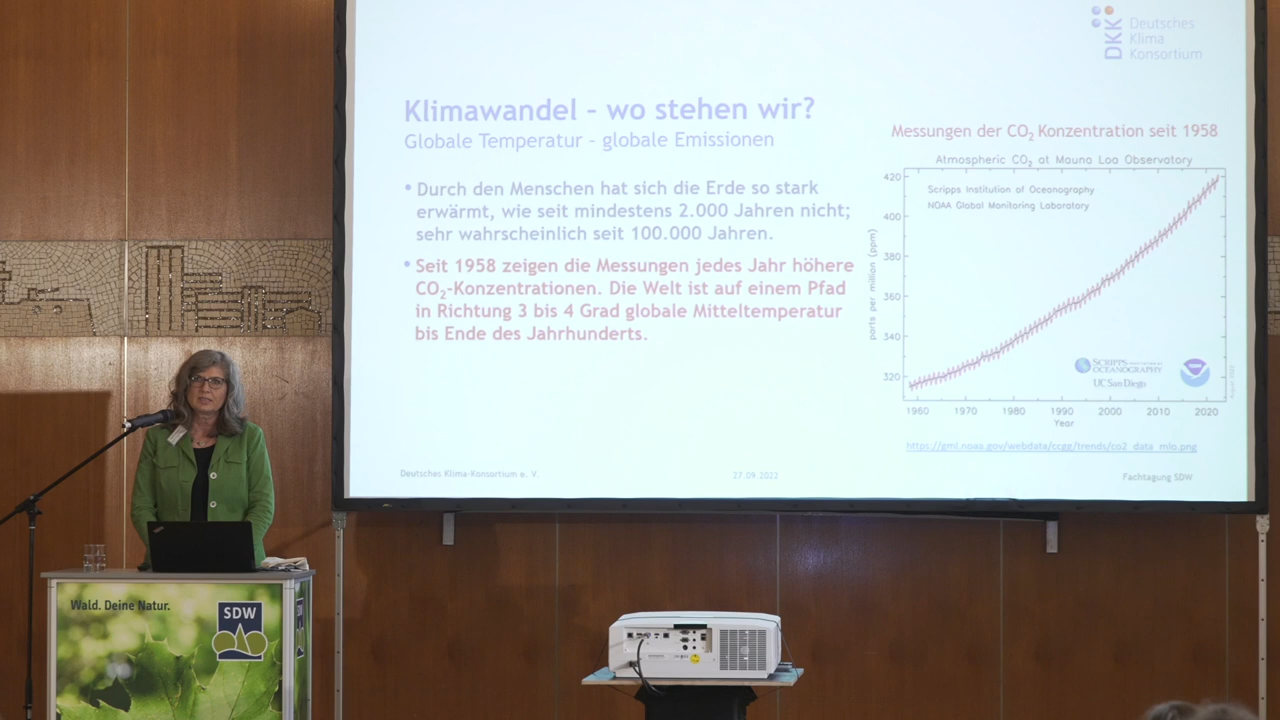 DKK
Deutsches
Klima
Konsortium
Klimawandel – wo stehen wir?
Globale Temperatur – globale Emissionen
• Durch den Menschen hat sich die Erde so stark
erwärmt, wie seit mindestens 2.000 Jahren nicht;
sehr wahrscheinlich seit 100.000 Jahren.
• Seit 1958 zeigen die Messungen jedes Jahr höhere
CO₂-Konzentrationen. Die Welt ist auf einem Pfad
in Richtung 3 bis 4 Grad globale Mitteltemperatur
bis Ende des Jahrhunderts.
Messungen der CO₂ Konzentration seit 1958
Atmospheric CO₂ at Mauna Loa Observatory
Scripps Institution of Oceanography
NOAA Global Monitoring Laboratory
parts per million (ppm)
420
400
380
360
340
320
SCRIPPS INSTITUTION OF
OCEANOGRAPHY
UC San Diego
1960 1970 1980 1990 2000 2010 2020
Year
https://gml.noaa.gov/webdata/ccgg/trends/co2_data_mlo.png
Deutsches Klima-Konsortium e. V. 27.09.2022 Fachtagung SDW
Wald. Deine Natur.
SDW